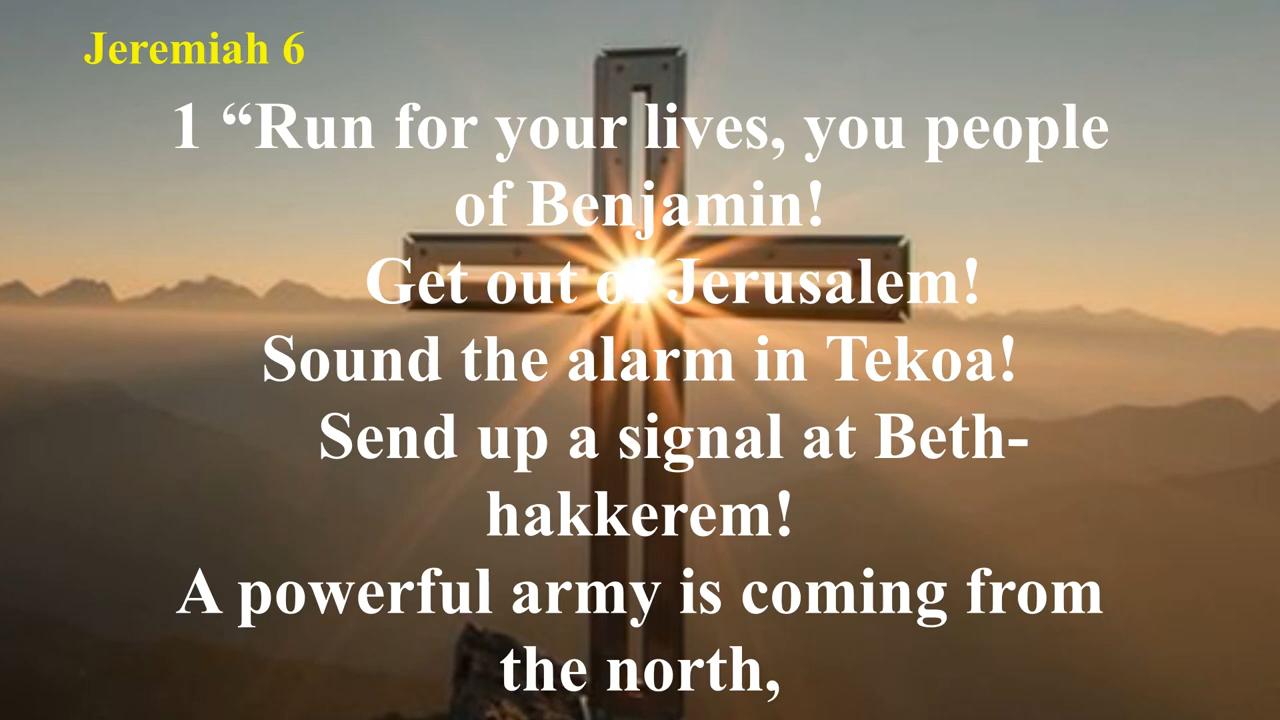 Jeremiah 6
1 “Run for your lives, you people
of Benjamin!
Get out of Jerusalem!
Sound the alarm in Tekoa!
Send up a signal at Beth-
hakkerem!
A powerful army is coming from
the north,